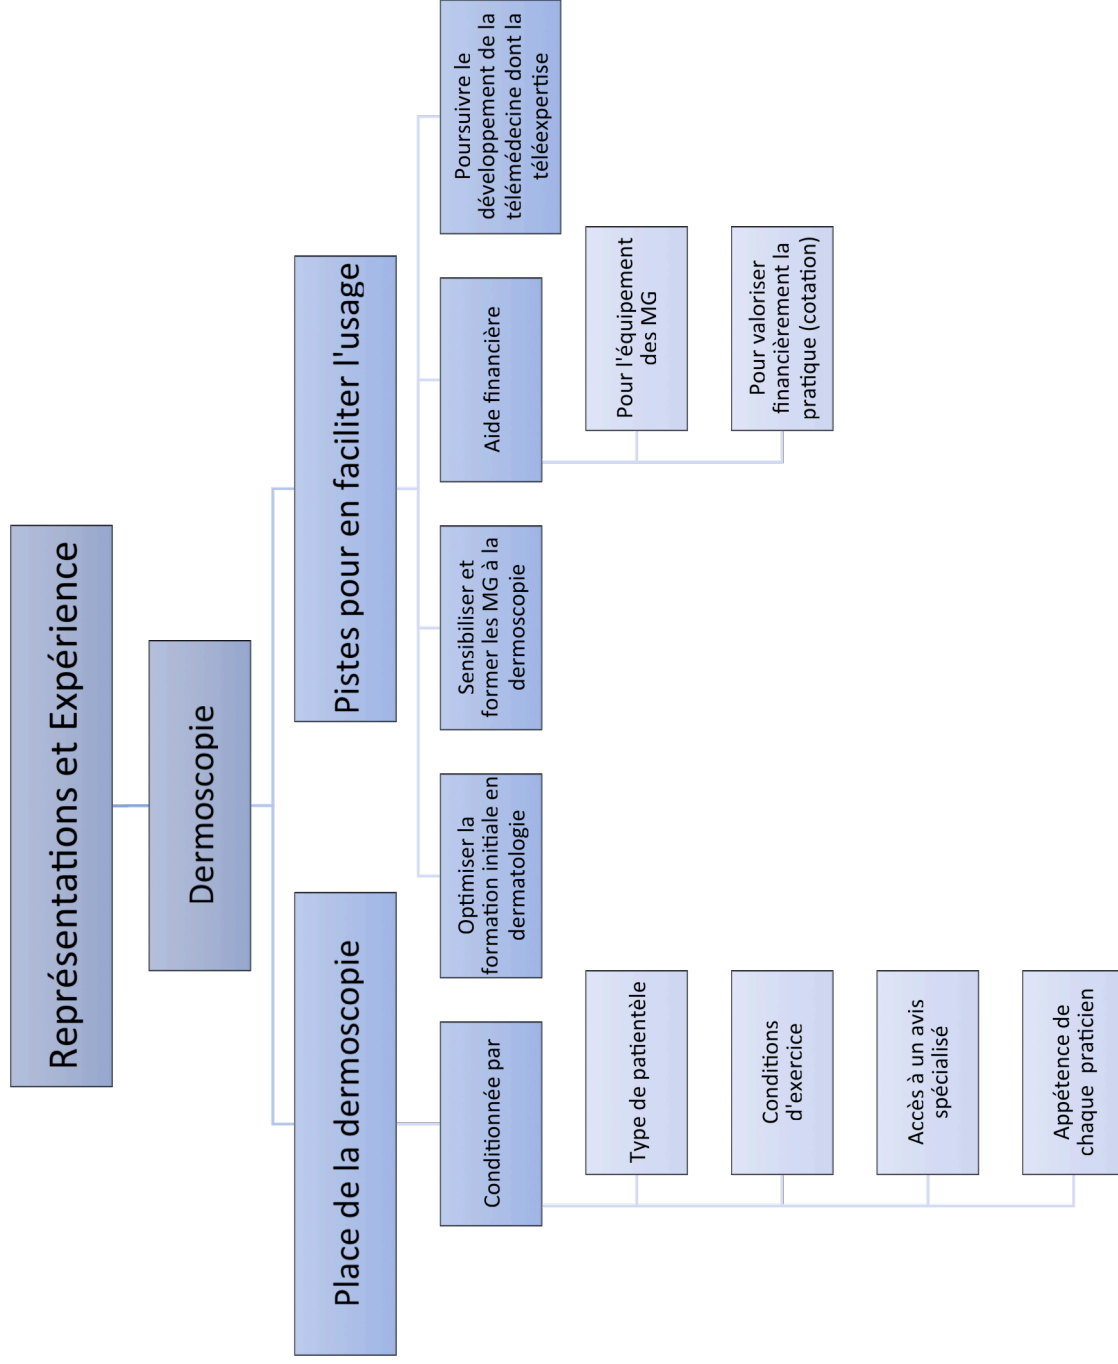 Représentations et Expérience
Dermoscopie
Place de la dermoscopie
Pistes pour en faciliter l'usage
Conditionnée par
Optimiser la
formation initiale en
dermatologie
Sensibiliser et
former les MG à la
dermoscopie
Aide financière
Poursuivre le
développement de la
télémédecine dont la
téléexpertise
Type de patientèle
Conditions
d'exercice
Accès à un avis
spécialisé
Appétence de
chaque praticien
Pour l'équipement
des MG
Pour valoriser
financièrement la
pratique (cotation)